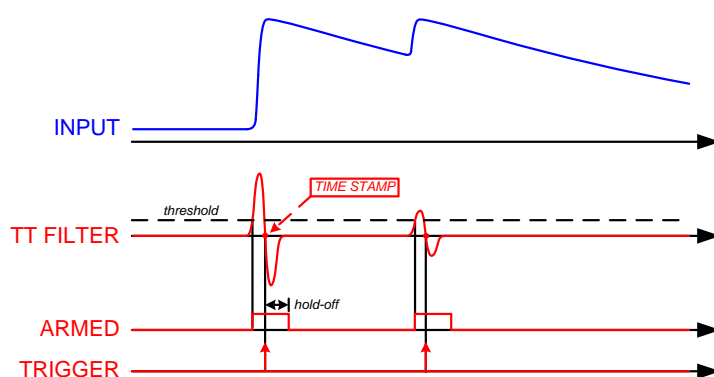 INPUT
TIME STAMP
threshold
TT FILTER
hold-off
ARMED
TRIGGER